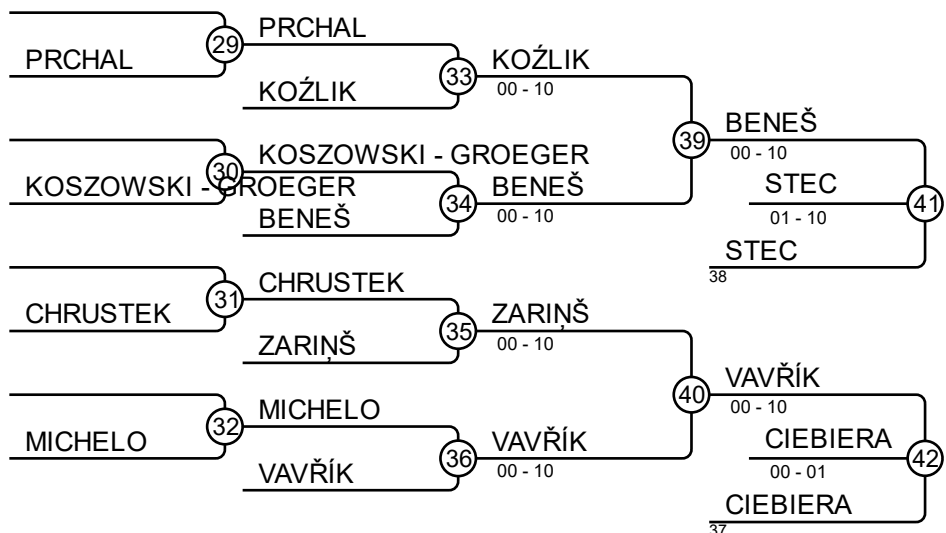 PRCHAL
29
PRCHAL
KOŹLIK
33
KOŹLIK
00 - 10
KOSZOWSKI - GROEGER
30
KOSZOWSKI - GROEGER
BENEŠ
34
BENEŠ
00 - 10
39
BENEŠ
00 - 10
STEC
01 - 10
41
STEC
38
CHRUSTEK
31
CHRUSTEK
ZARIŅŠ
35
ZARIŅŠ
00 - 10
MICHELO
32
MICHELO
VAVŘÍK
36
VAVŘÍK
00 - 10
40
VAVŘÍK
00 - 10
CIEBIERA
00 - 01
42
CIEBIERA
37